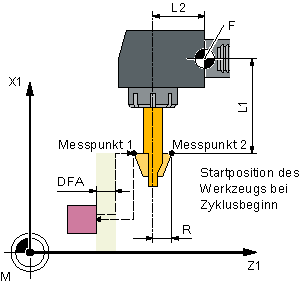 L2
F
X1
L1
Messpunkt 1
Messpunkt 2
DFA
Startposition des
Werkzeugs bei
Zyklusbeginn
R
M
Z1